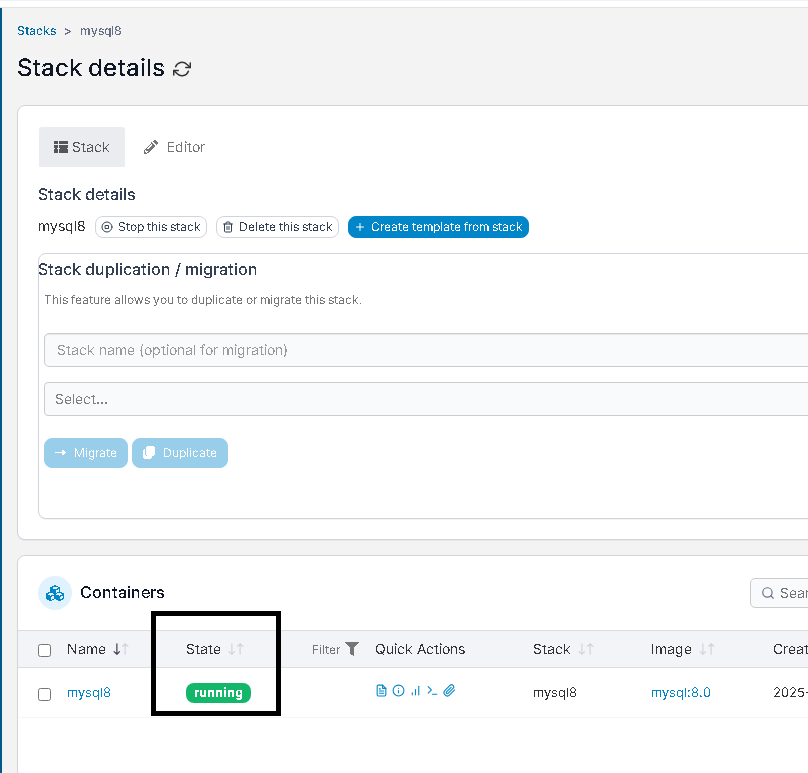 Stacks > mysql8
Stack details
Stack Editor
Stack details
mysql8 Stop this stack Delete this stack + Create template from stack
Stack duplication / migration
This feature allows you to duplicate or migrate this stack.
Stack name (optional for migration)
Select...
Migrate Duplicate
Containers
Sear
Name State Filter Quick Actions Stack Image Creat
mysql8 running mysql8 mysql:8.0 2025-